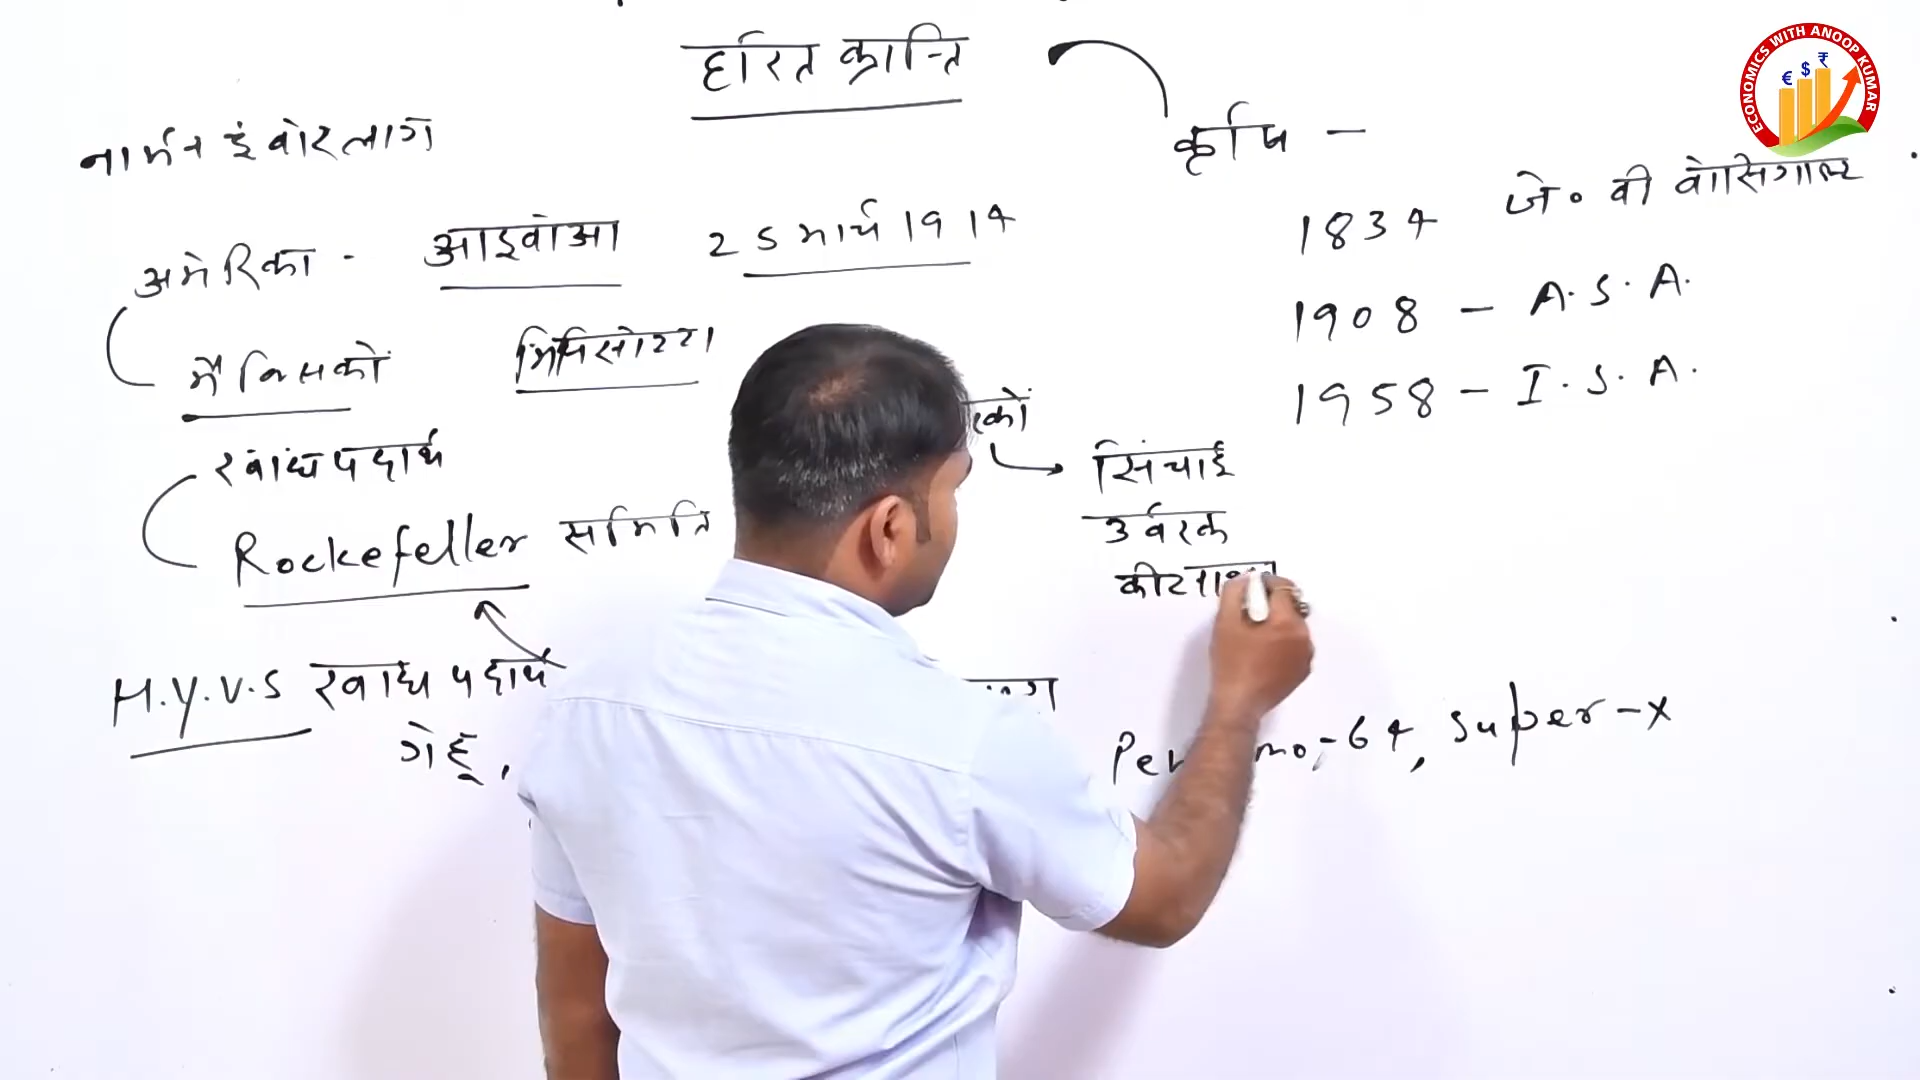 हरित क्रान्ति
कृषि -
नार्मन ई वोरलाग
1834 जे॰ वी वोसिगाल्ट
अमेरिका - आइवोआ 25 मार्च 1914
1908 - A.S.A.
मैक्सिको
1958 - I.S.A.
खाद्य पदार्थ
सिंचाई
Rockefeller समिति
उर्वरक
H.Y.V.S खाद्य पदार्थ
गेहूँ,
64, Super-x
ECONOMICS WITH ANOOP KUMAR
€ $ ₹